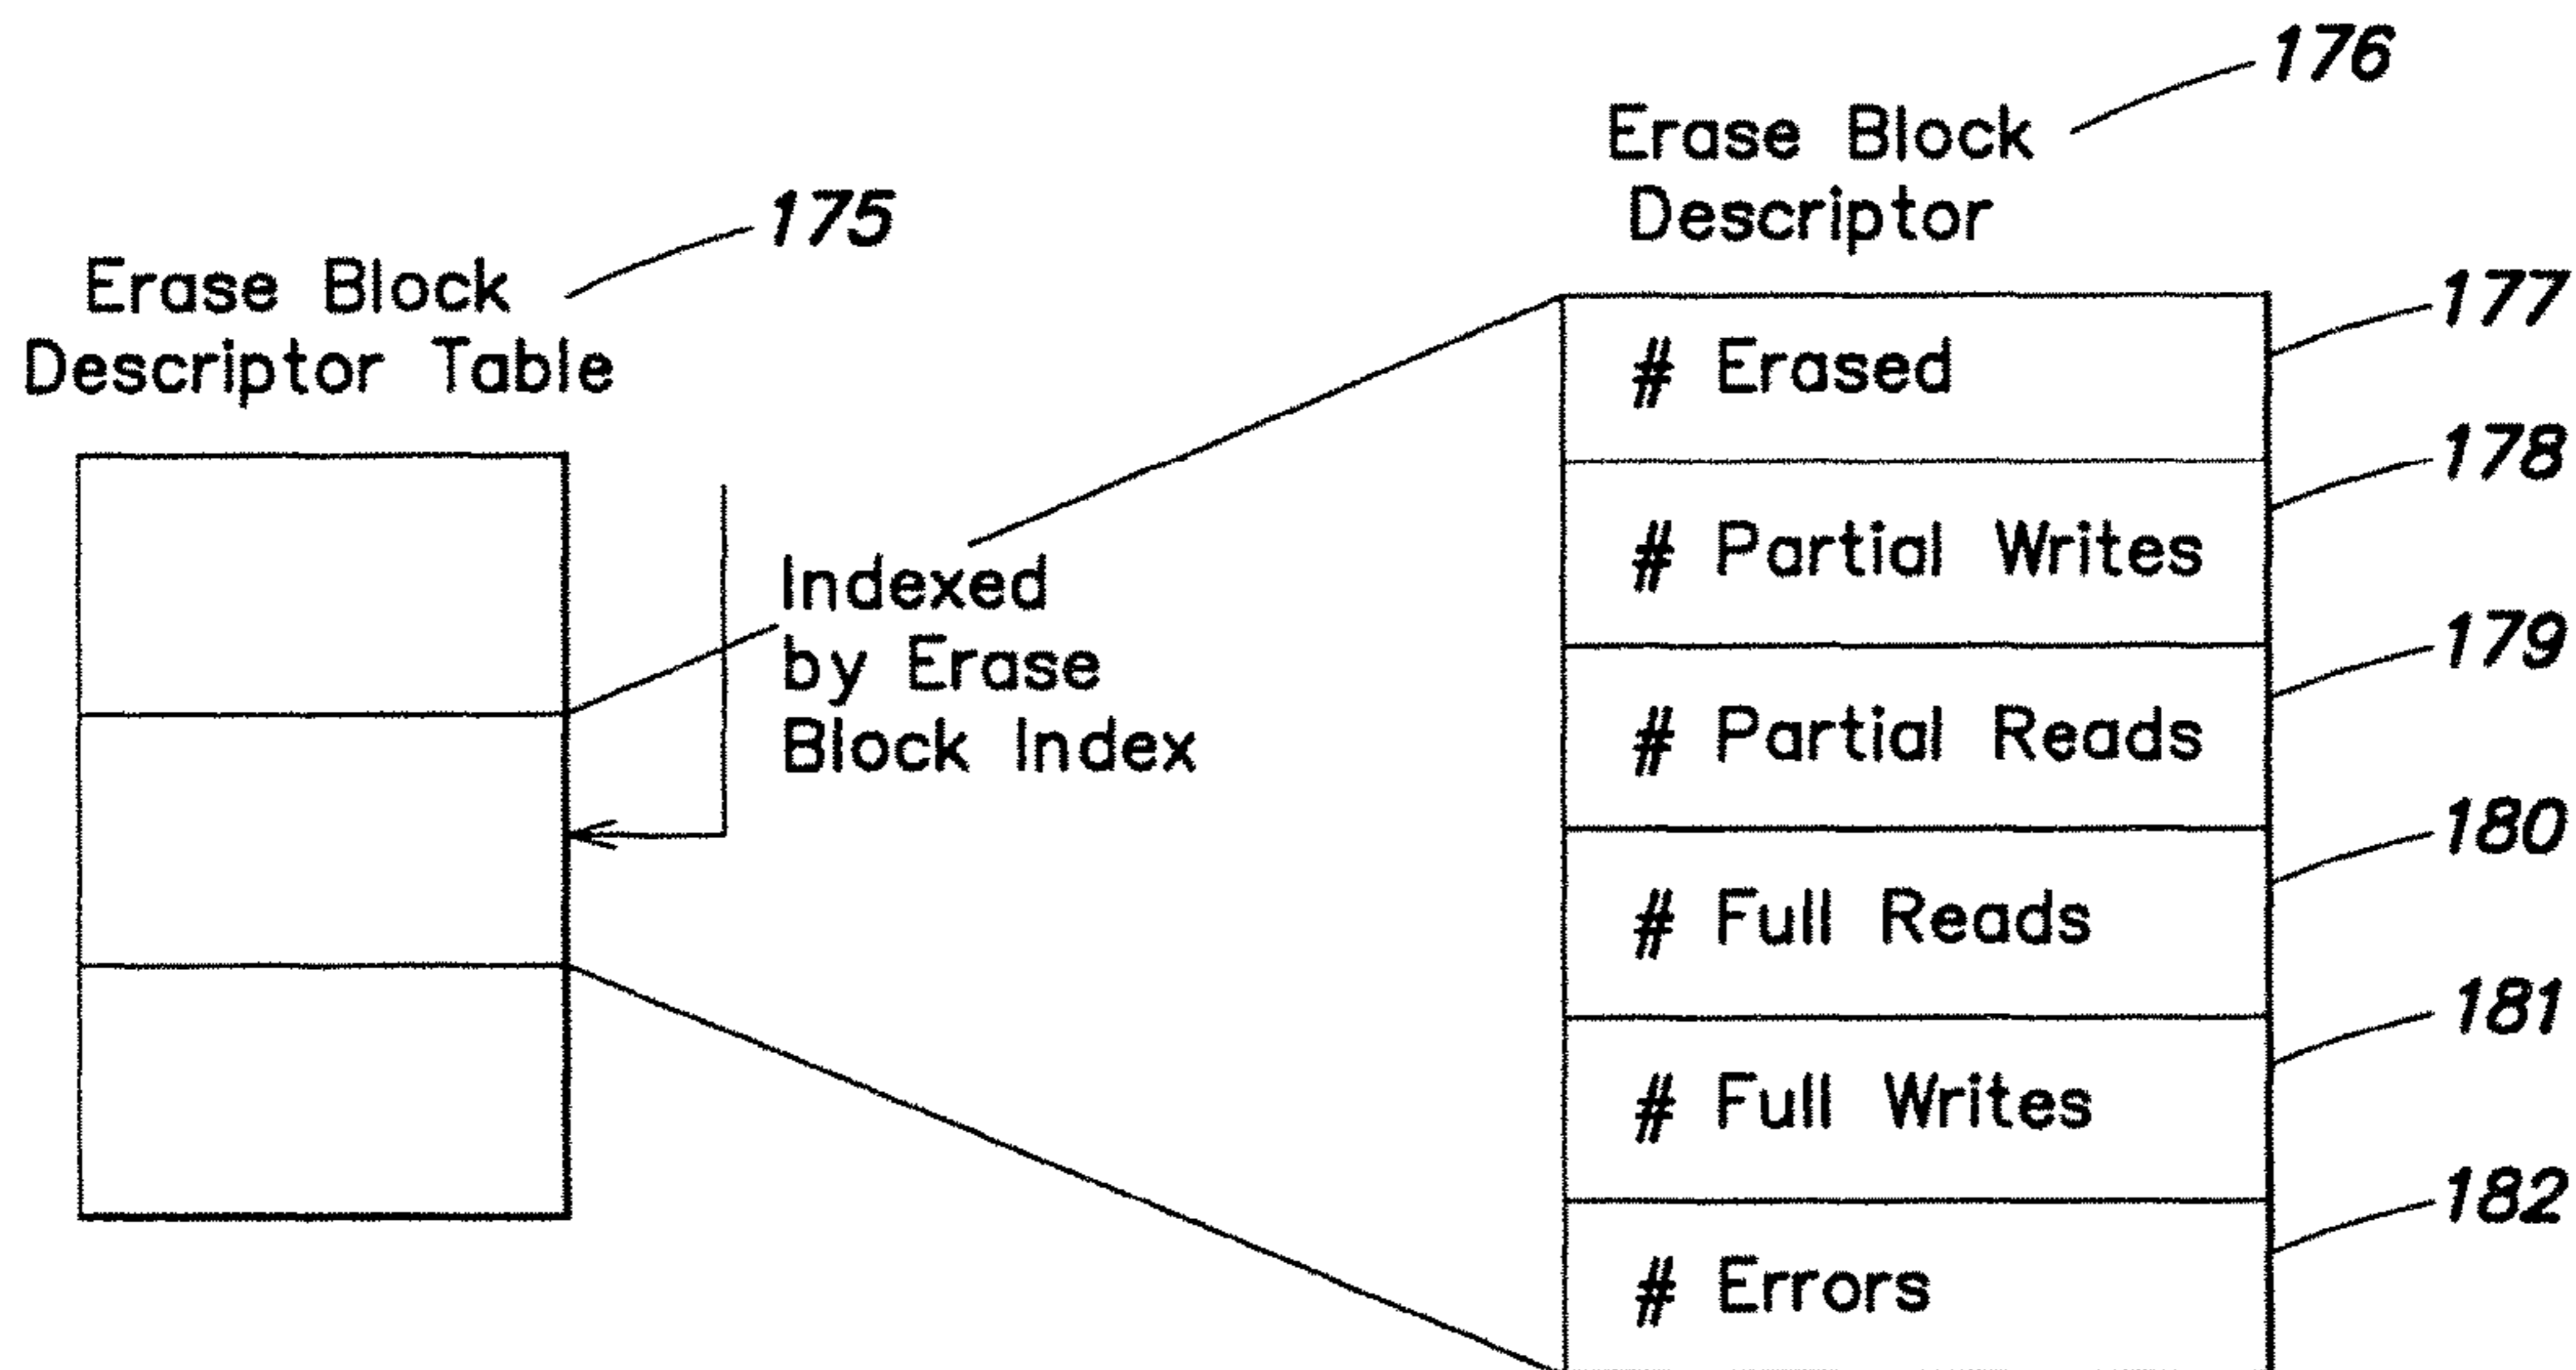 175
Erase Block
Descriptor Table
Indexed
by Erase
Block Index
176
Erase Block
Descriptor
# Erased
177
# Partial Writes
178
# Partial Reads
179
# Full Reads
180
# Full Writes
181
# Errors
182